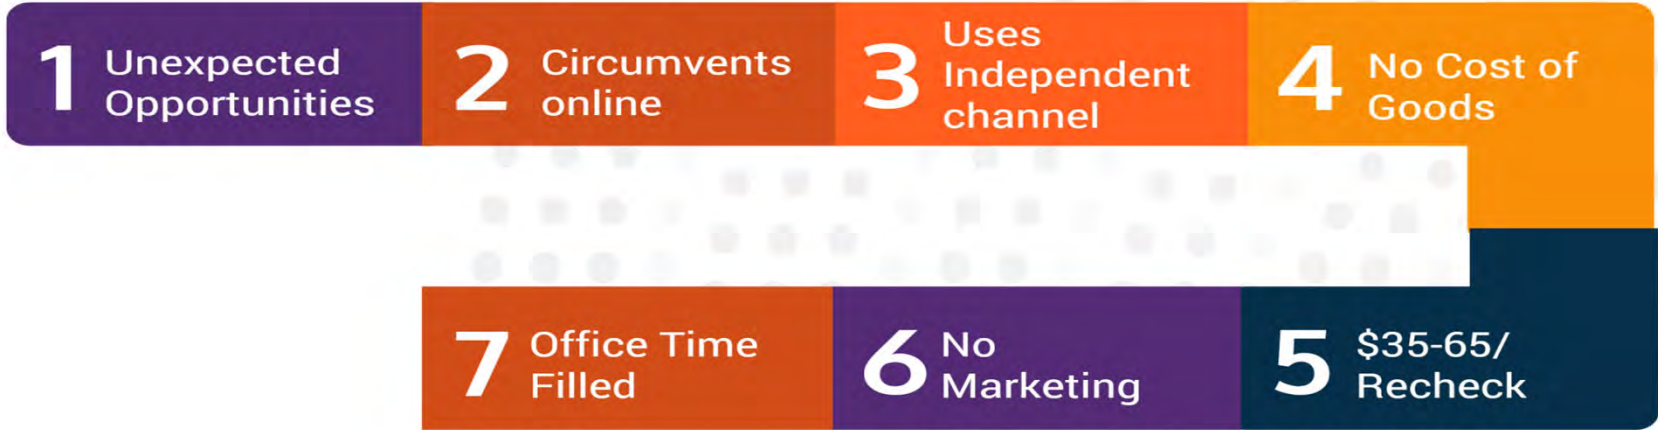 1 Unexpected
Opportunities
2 Circumvents
online
3 Uses
Independent
channel
4 No Cost of
Goods
5 $35-65/
Recheck
6 No
Marketing
7 Office Time
Filled